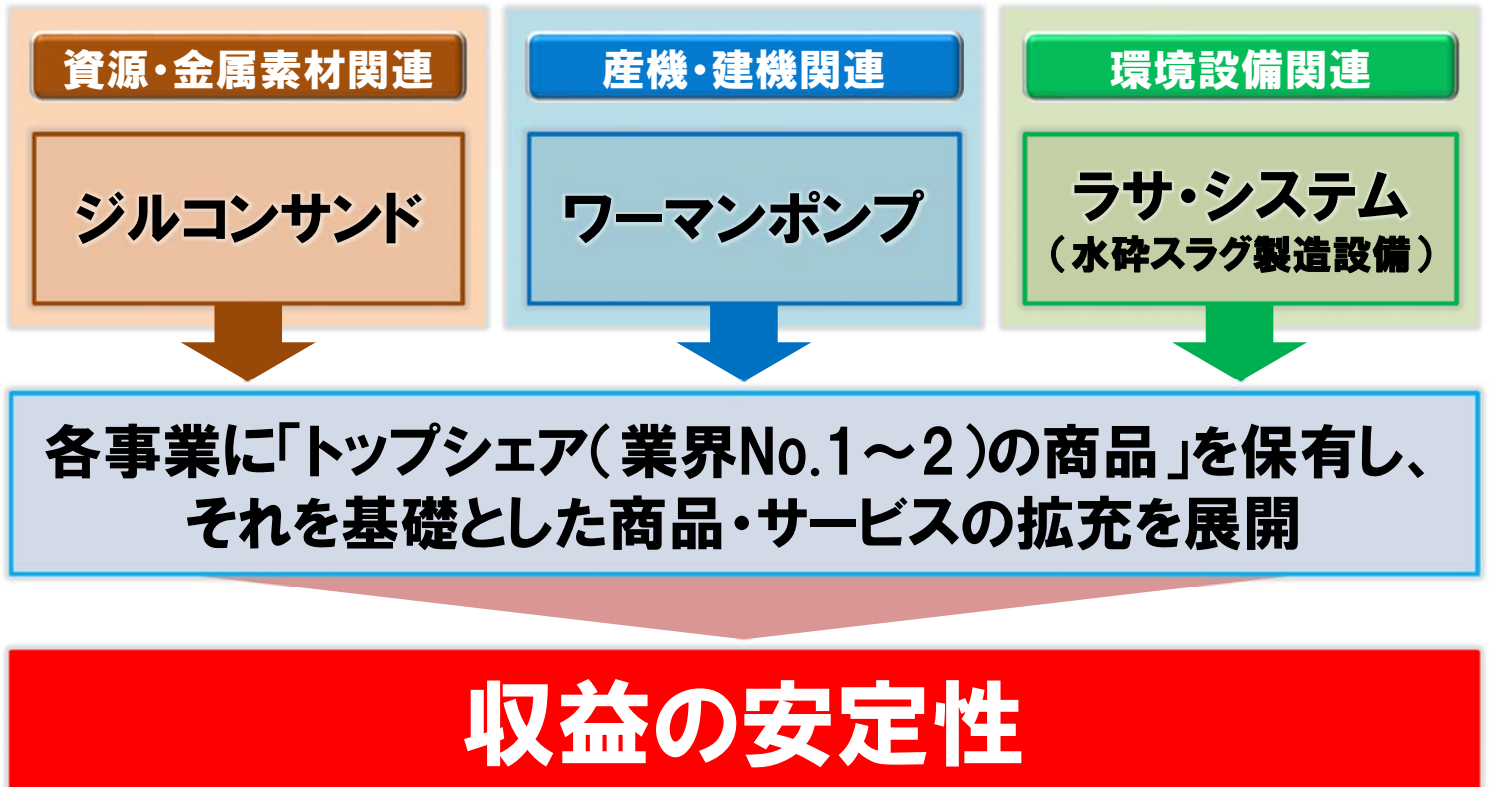 資源・金属素材関連
ジルコンサンド
産機・建機関連
ワーマンポンプ
環境設備関連
ラサ・システム
（水砕スラグ製造設備）
各事業に「トップシェア（業界No.1～2）の商品」を保有し、
それを基礎とした商品・サービスの拡充を展開
収益の安定性